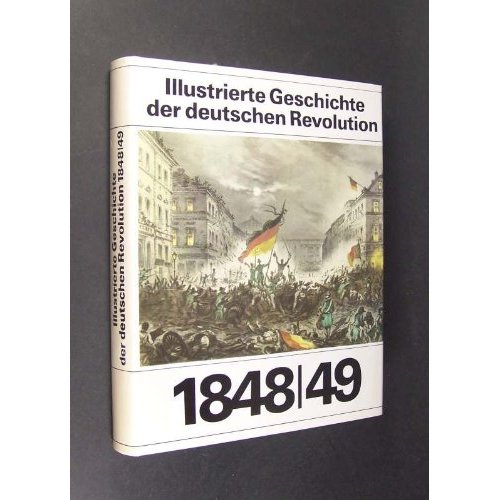 Illustrierte Geschichte
der deutschen Revolution
1848|49
Illustrierte Geschichte
der deutschen Revolution 1848|49